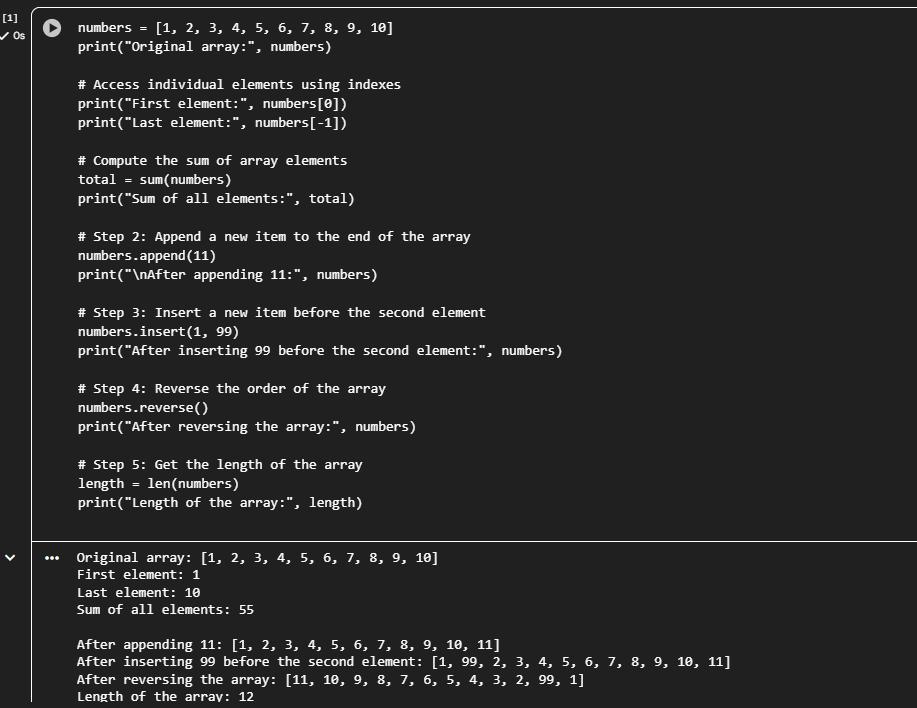 [1]
✓ 0s
numbers = [1, 2, 3, 4, 5, 6, 7, 8, 9, 10]
print("Original array:", numbers)

# Access individual elements using indexes
print("First element:", numbers[0])
print("Last element:", numbers[-1])

# Compute the sum of array elements
total = sum(numbers)
print("Sum of all elements:", total)

# Step 2: Append a new item to the end of the array
numbers.append(11)
print("\nAfter appending 11:", numbers)

# Step 3: Insert a new item before the second element
numbers.insert(1, 99)
print("After inserting 99 before the second element:", numbers)

# Step 4: Reverse the order of the array
numbers.reverse()
print("After reversing the array:", numbers)

# Step 5: Get the length of the array
length = len(numbers)
print("Length of the array:", length)

Original array: [1, 2, 3, 4, 5, 6, 7, 8, 9, 10]
First element: 1
Last element: 10
Sum of all elements: 55

After appending 11: [1, 2, 3, 4, 5, 6, 7, 8, 9, 10, 11]
After inserting 99 before the second element: [1, 99, 2, 3, 4, 5, 6, 7, 8, 9, 10, 11]
After reversing the array: [11, 10, 9, 8, 7, 6, 5, 4, 3, 2, 99, 1]
Length of the array: 12